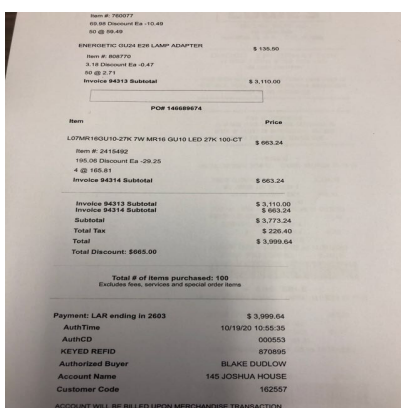 Item #: 760077
69.98 Discount Ea -10.49
50 @ 59.49
ENERGETIC GU24 E26 LAMP ADAPTER $ 135.50
Item #: 808770
3.18 Discount Ea -0.47
50 @ 2.71
Invoice 94313 Subtotal $ 3,110.00
PO# 146689674
Item Price
L07MR16GU10-27K 7W MR16 GU10 LED 27K 100-CT $ 663.24
Item #: 2415492
195.06 Discount Ea -29.25
4 @ 165.81
Invoice 94314 Subtotal $ 663.24
Invoice 94313 Subtotal $ 3,110.00
Invoice 94314 Subtotal $ 663.24
Subtotal $ 3,773.24
Total Tax $ 226.40
Total $ 3,999.64
Total Discount: $665.00
Total # of items purchased: 100
Excludes fees, services and special order items
Payment: LAR ending in 2603 $ 3,999.64
AuthTime 10/19/20 10:55:35
AuthCD 000553
KEYED REFID 870895
Authorized Buyer BLAKE DUDLOW
Account Name 145 JOSHUA HOUSE
Customer Code 162557
ACCOUNT WILL BE BILLED UPON MERCHANDISE TRANSACTION